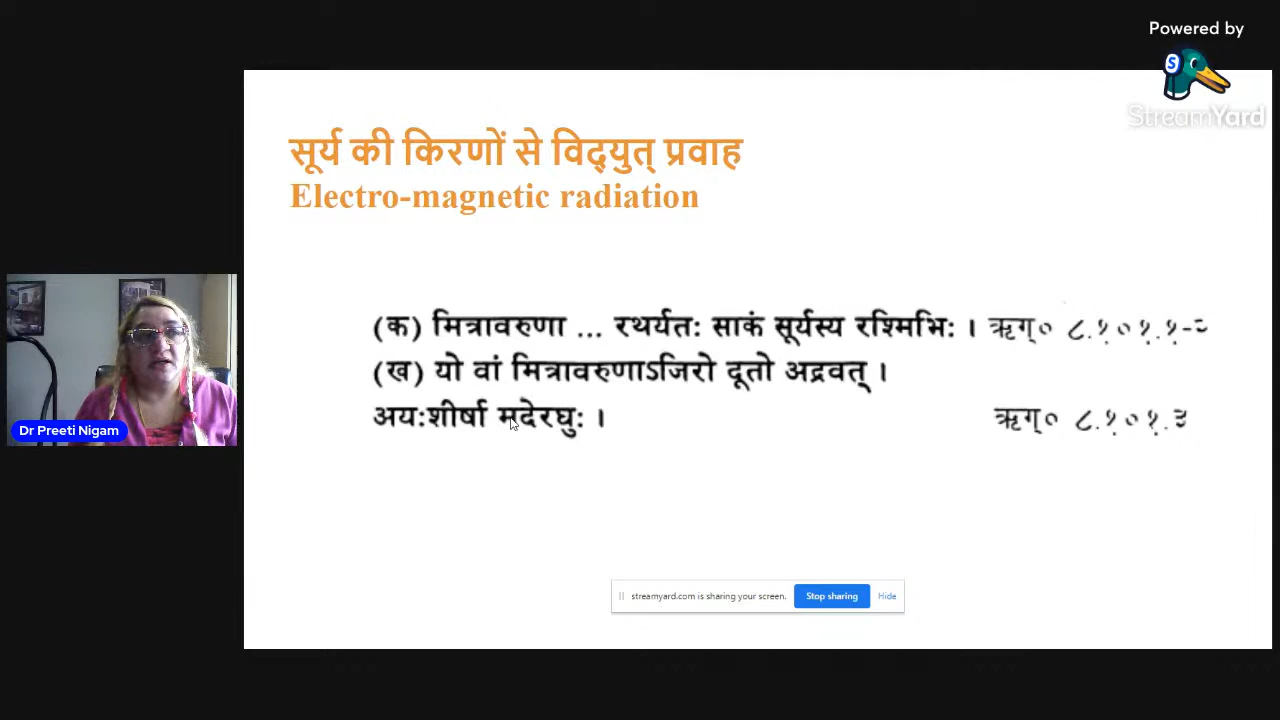 Powered by
StreamYard
सूर्य की किरणों से विद्युत् प्रवाह
Electro-magnetic radiation
(क) मित्रावरुणा ... रथर्यतः साकं सूर्यस्य रश्मिभिः । ऋग्० ८.१०१.१-२
(ख) यो वां मित्रावरुणाऽजिरो दूतो अद्रवत् ।
अयःशीर्षा मदेरघुः । ऋग्० ८.१०१.३
Dr Preeti Nigam
streamyard.com is sharing your screen. Stop sharing Hide